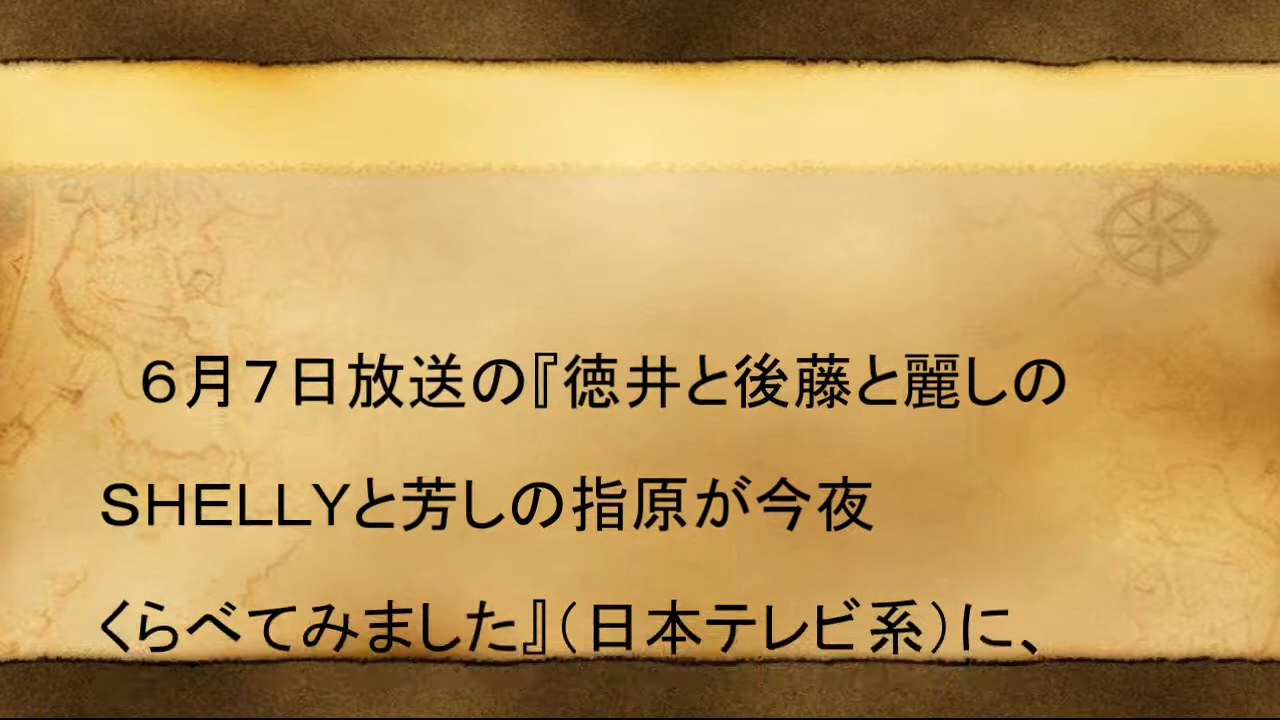 ６月７日放送の『徳井と後藤と麗しの
SHELLYと芳しの指原が今夜
くらべてみました』（日本テレビ系）に、